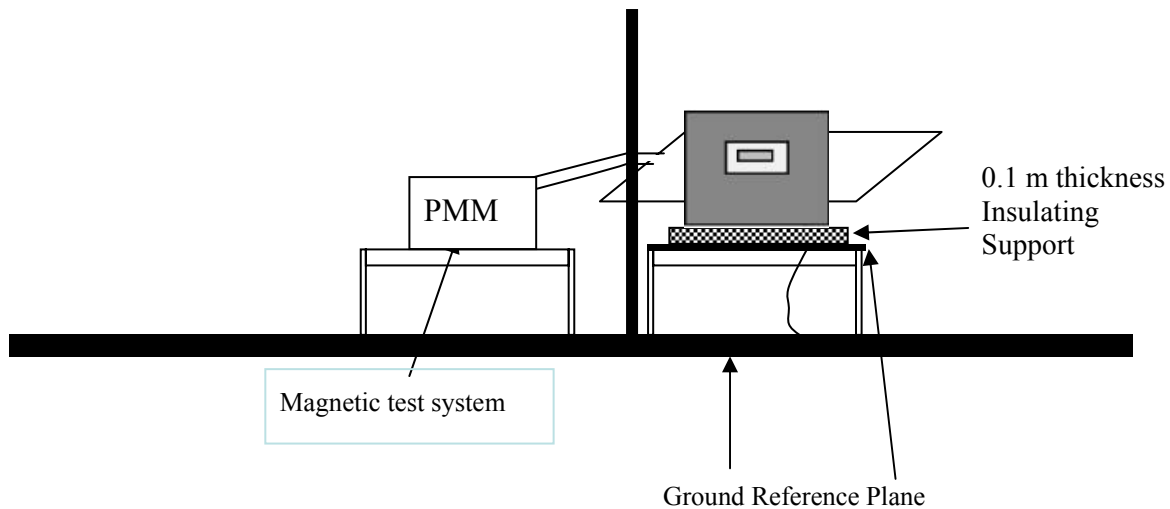 PMM
0.1 m thickness
Insulating
Support
Magnetic test system
Ground Reference Plane